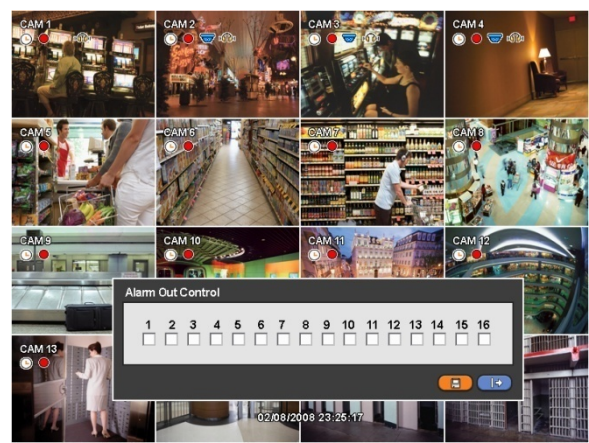 CAM 1
CAM 2
CAM 3
CAM 4
CAM 5
CAM 6
CAM 7
CAM 8
CAM 9
CAM 10
CAM 11
CAM 12
Alarm Out Control
1 2 3 4 5 6 7 8 9 10 11 12 13 14 15 16
CAM 13
02/08/2008 23:25:17